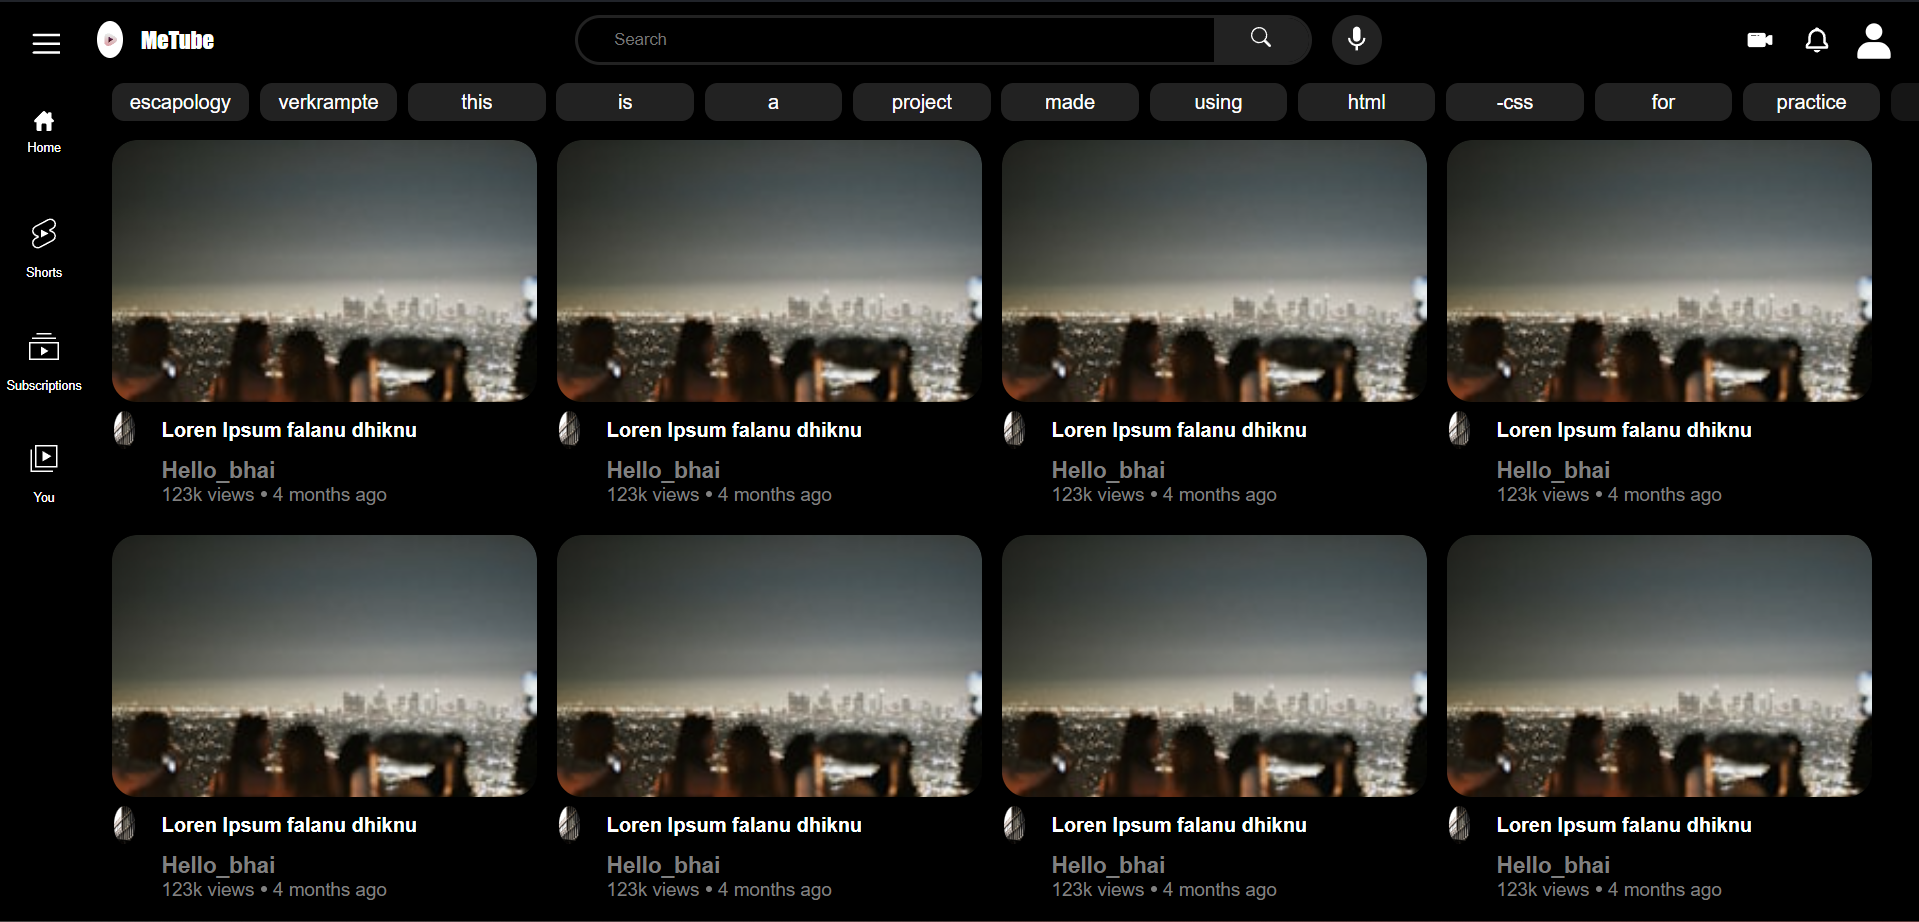 MeTube
Search
escapology verkrampte this is a project made using html -css for practice
Home
Shorts
Subscriptions
You
Loren Ipsum falanu dhiknu Loren Ipsum falanu dhiknu Loren Ipsum falanu dhiknu Loren Ipsum falanu dhiknu
Hello_bhai Hello_bhai Hello_bhai Hello_bhai
123k views • 4 months ago 123k views • 4 months ago 123k views • 4 months ago 123k views • 4 months ago
Loren Ipsum falanu dhiknu Loren Ipsum falanu dhiknu Loren Ipsum falanu dhiknu Loren Ipsum falanu dhiknu
Hello_bhai Hello_bhai Hello_bhai Hello_bhai
123k views • 4 months ago 123k views • 4 months ago 123k views • 4 months ago 123k views • 4 months ago